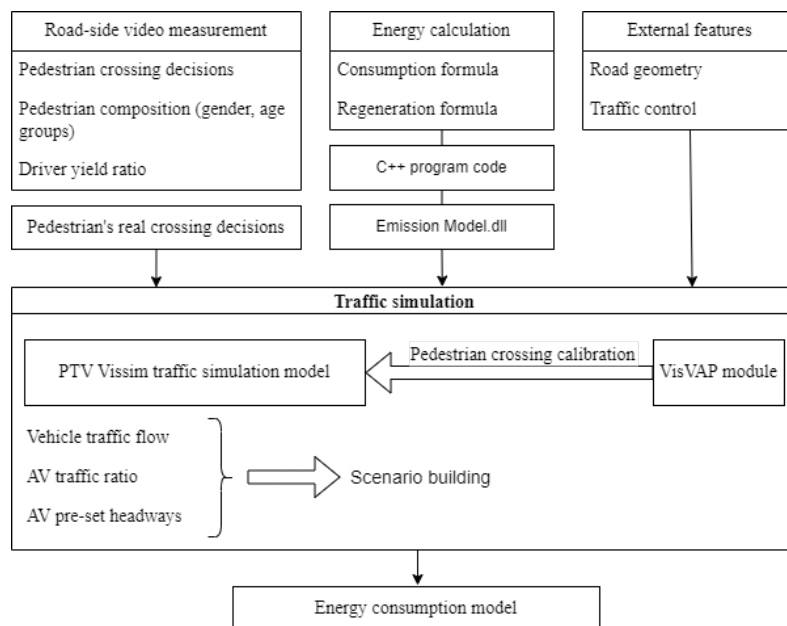 Road-side video measurement
Pedestrian crossing decisions
Pedestrian composition (gender, age
groups)
Driver yield ratio
Pedestrian's real crossing decisions
Energy calculation
Consumption formula
Regeneration formula
C++ program code
Emission Model.dll
External features
Road geometry
Traffic control
Traffic simulation
PTV Vissim traffic simulation model
Pedestrian crossing calibration
VisVAP module
Vehicle traffic flow
AV traffic ratio
AV pre-set headways
Scenario building
Energy consumption model